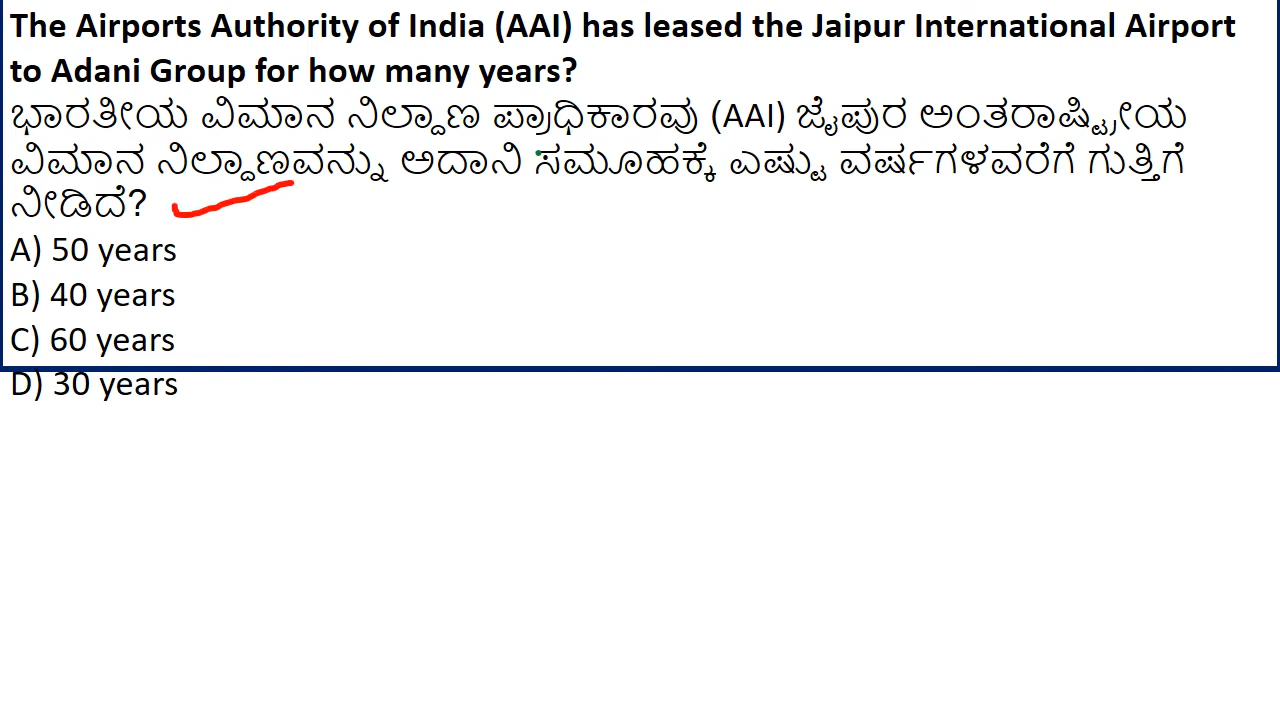 The Airports Authority of India (AAI) has leased the Jaipur International Airport
to Adani Group for how many years?
ಭಾರತೀಯ ವಿಮಾನ ನಿಲ್ದಾಣ ಪ್ರಾಧಿಕಾರವು (AAI) ಜೈಪುರ ಅಂತರಾಷ್ಟ್ರೀಯ
ವಿಮಾನ ನಿಲ್ದಾಣವನ್ನು ಅದಾನಿ ಸಮೂಹಕ್ಕೆ ಎಷ್ಟು ವರ್ಷಗಳವರೆಗೆ ಗುತ್ತಿಗೆ
ನೀಡಿದೆ?
A) 50 years
B) 40 years
C) 60 years
D) 30 years